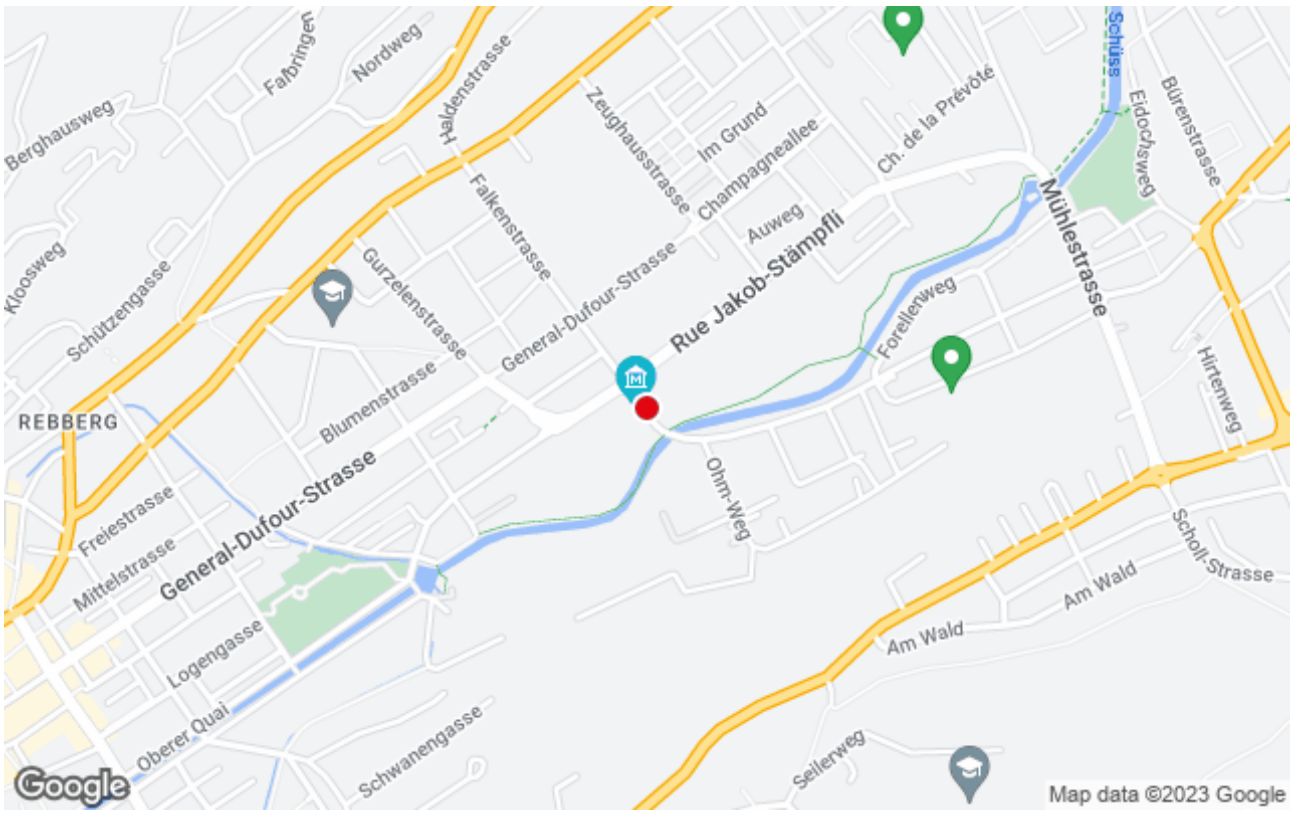 Farbringen
Nordweg
Haldenstrasse
Berghausweg
Zeughausstrasse
Im Grund
Champagneallee
Ch. de la Prévôté
Schüss
Eidochsweg
Bürenstrasse
Kloosweg
Schützengasse
Falkenstrasse
Gurzelenstrasse
General-Dufour-Strasse
Auweg
Rue Jakob-Stämpfli
Mühlestrasse
Forellenweg
Hirtenweg
Blumenstrasse
M
REBBERG
General-Dufour-Strasse
Ohm-Weg
Freiestrasse
Mittelstrasse
Logengasse
Oberer Quai
Schwanengasse
Scholl-Strasse
Am Wald
Am Wald
Seilerweg
Google
Map data ©2023 Google